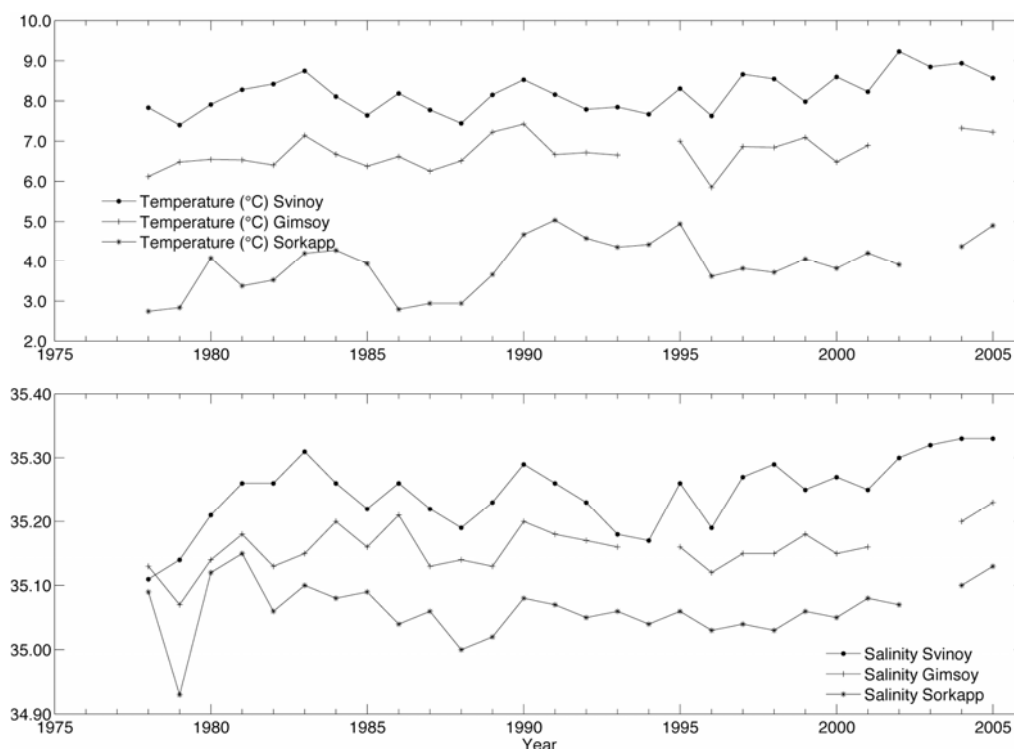 10.0
9.0
8.0
7.0
6.0
5.0
4.0
3.0
2.0
Temperature (°C) Svinoy
Temperature (°C) Gimsoy
Temperature (°C) Sorkapp
1975 1980 1985 1990 1995 2000 2005
35.40
35.30
35.20
35.10
35.00
34.90
Salinity Svinoy
Salinity Gimsoy
Salinity Sorkapp
1975 1980 1985 1990 1995 2000 2005
Year